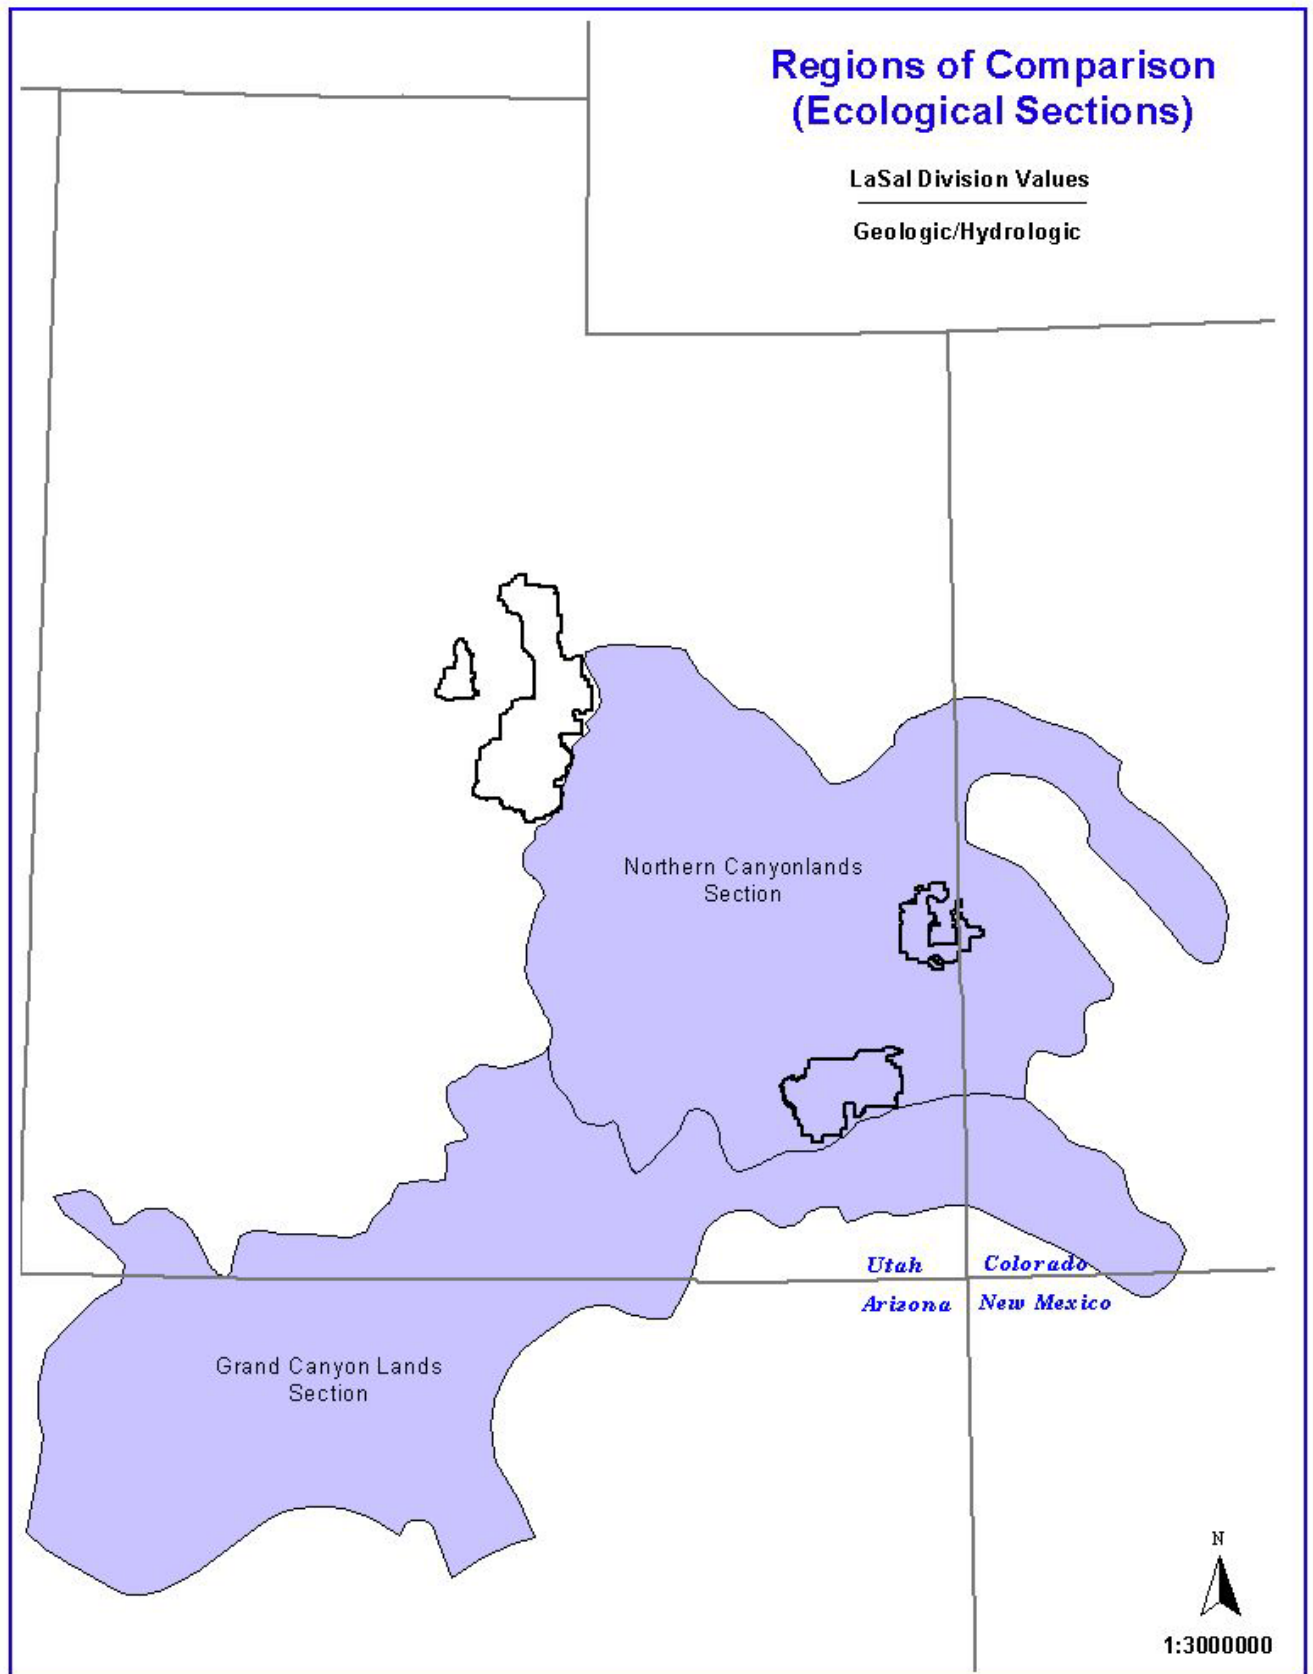 Regions of Comparison
(Ecological Sections)
LaSal Division Values
Geologic/Hydrologic
Northern Canyonlands
Section
Utah
Colorado
Arizona
New Mexico
Grand Canyon Lands
Section
N
1:3000000